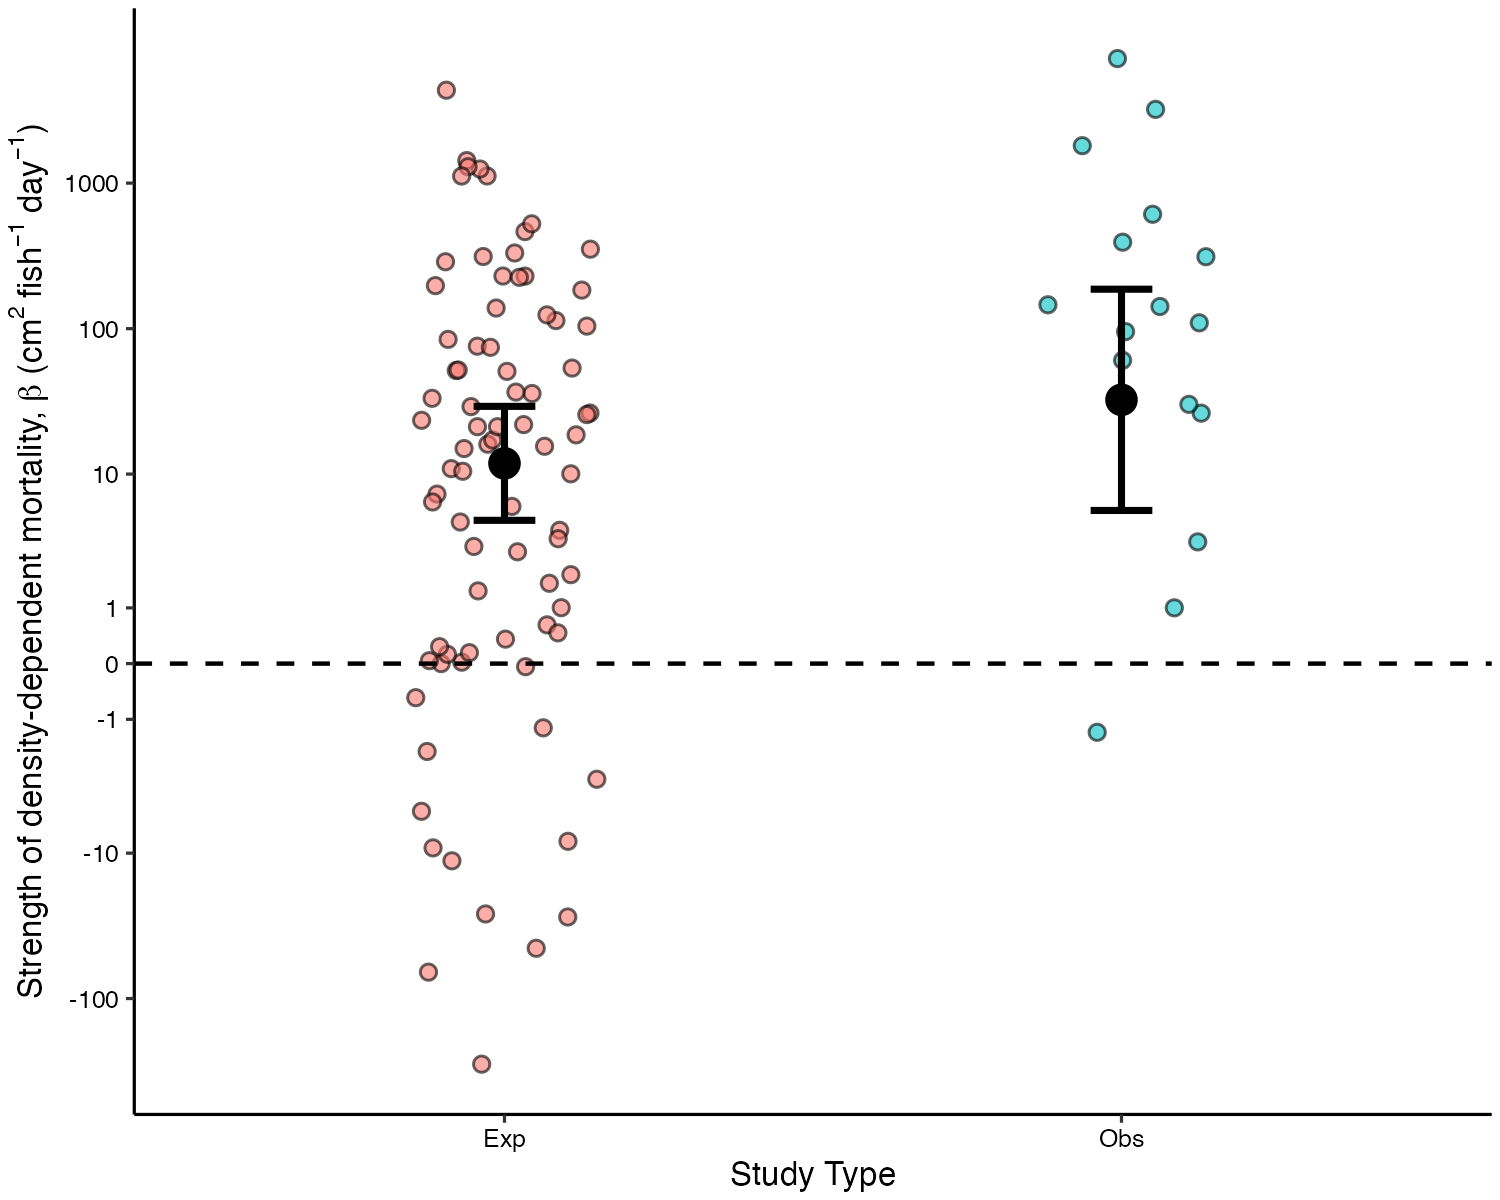 Strength of density-dependent mortality, β (cm² fish⁻¹ day⁻¹)
1000
100
10
1
0
-1
-10
-100
Exp
Obs
Study Type